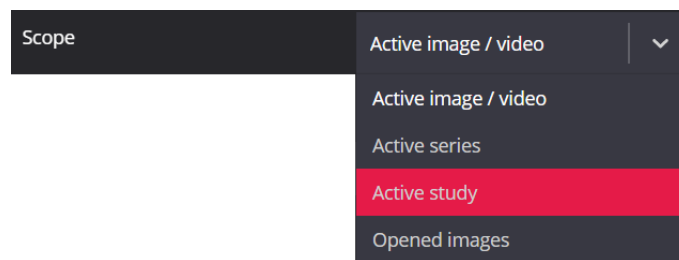 Scope
Active image / video
Active image / video
Active series
Active study
Opened images